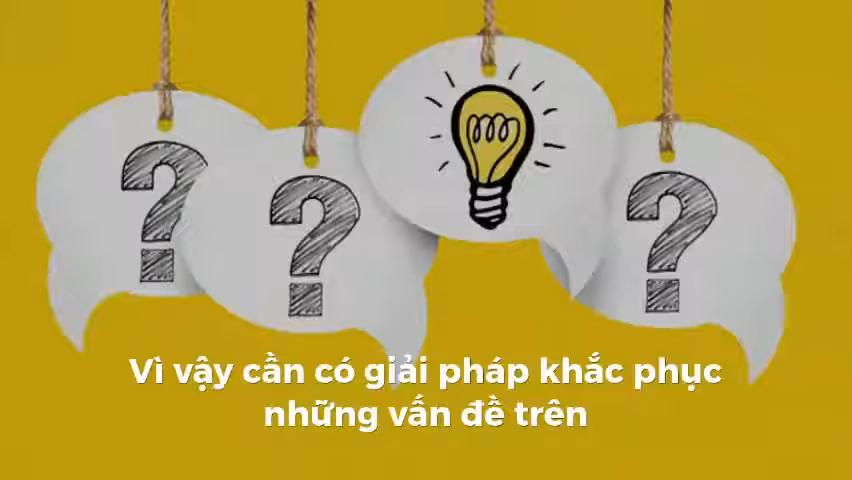 Vì vậy cần có giải pháp khắc phục
những vấn đề trên